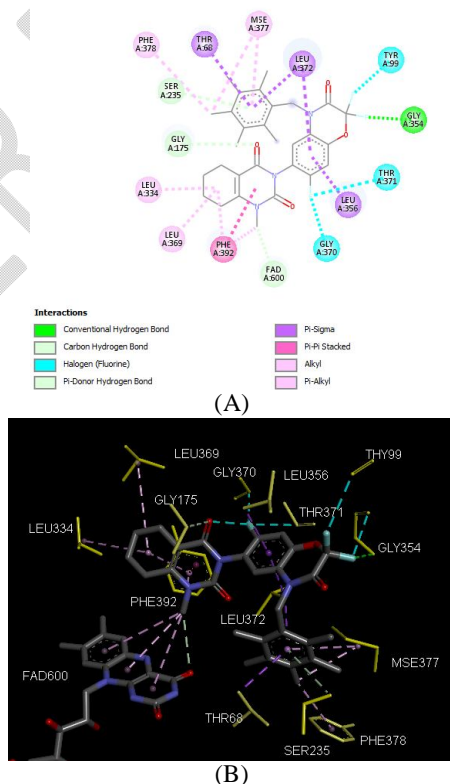 PHE
A:378
THR
A:68
MSE
A:377
LEU
A:372
TYR
A:99
SER
A:235
GLY
A:354
GLY
A:175
THR
A:371
LEU
A:334
LEU
A:356
LEU
A:369
PHE
A:392
GLY
A:370
FAD
A:600
N
O
O
N
O
N
O
Interactions
Conventional Hydrogen Bond
Carbon Hydrogen Bond
Halogen (Fluorine)
Pi-Donor Hydrogen Bond
Pi-Sigma
Pi-Pi Stacked
Alkyl
Pi-Alkyl
(A)
LEU369
GLY370
LEU356
THY99
GLY175
THR371
LEU334
GLY354
PHE392
LEU372
FAD600
MSE377
THR68
PHE378
SER235
(B)